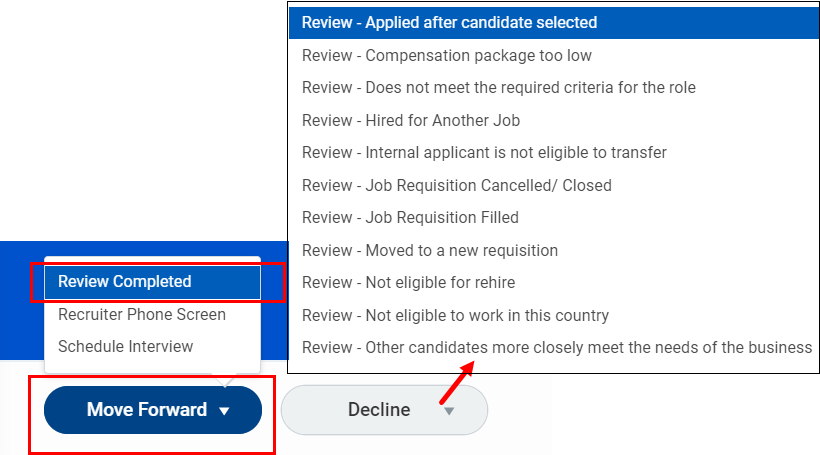 Review - Applied after candidate selected
Review - Compensation package too low
Review - Does not meet the required criteria for the role
Review - Hired for Another Job
Review - Internal applicant is not eligible to transfer
Review - Job Requisition Cancelled/ Closed
Review - Job Requisition Filled
Review - Moved to a new requisition
Review - Not eligible for rehire
Review - Not eligible to work in this country
Review - Other candidates more closely meet the needs of the business
Review Completed
Recruiter Phone Screen
Schedule Interview
Move Forward
Decline